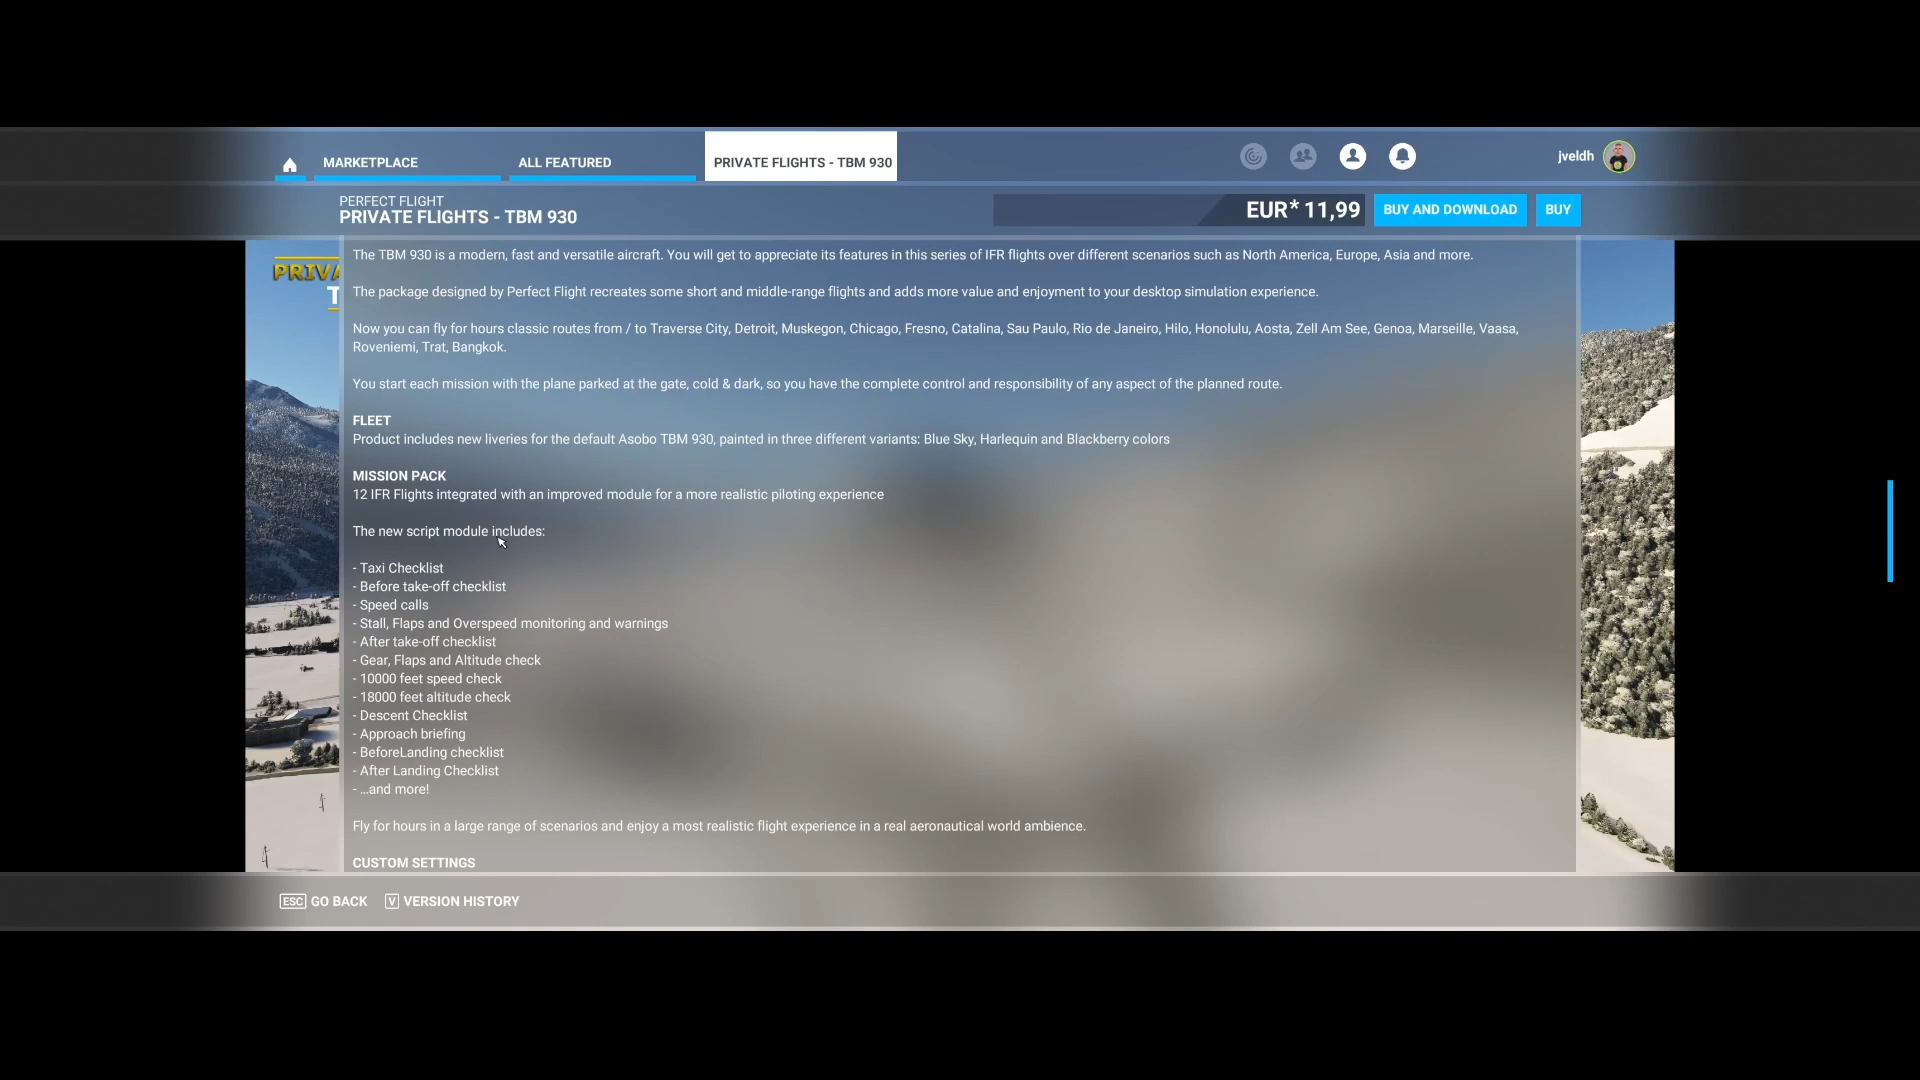 MARKETPLACE
ALL FEATURED
PRIVATE FLIGHTS - TBM 930
jveldh
PERFECT FLIGHT
PRIVATE FLIGHTS - TBM 930
EUR* 11,99
BUY AND DOWNLOAD
BUY
PRIVA
T
The TBM 930 is a modern, fast and versatile aircraft. You will get to appreciate its features in this series of IFR flights over different scenarios such as North America, Europe, Asia and more.
The package designed by Perfect Flight recreates some short and middle-range flights and adds more value and enjoyment to your desktop simulation experience.
Now you can fly for hours classic routes from / to Traverse City, Detroit, Muskegon, Chicago, Fresno, Catalina, Sau Paulo, Rio de Janeiro, Hilo, Honolulu, Aosta, Zell Am See, Genoa, Marseille, Vaasa,
Roveniemi, Trat, Bangkok.
You start each mission with the plane parked at the gate, cold & dark, so you have the complete control and responsibility of any aspect of the planned route.
FLEET
Product includes new liveries for the default Asobo TBM 930, painted in three different variants: Blue Sky, Harlequin and Blackberry colors
MISSION PACK
12 IFR Flights integrated with an improved module for a more realistic piloting experience
The new script module includes:
- Taxi Checklist
- Before take-off checklist
- Speed calls
- Stall, Flaps and Overspeed monitoring and warnings
- After take-off checklist
- Gear, Flaps and Altitude check
- 10000 feet speed check
- 18000 feet altitude check
- Descent Checklist
- Approach briefing
- BeforeLanding checklist
- After Landing Checklist
- ...and more!
Fly for hours in a large range of scenarios and enjoy a most realistic flight experience in a real aeronautical world ambience.
CUSTOM SETTINGS
ESC GO BACK
V VERSION HISTORY